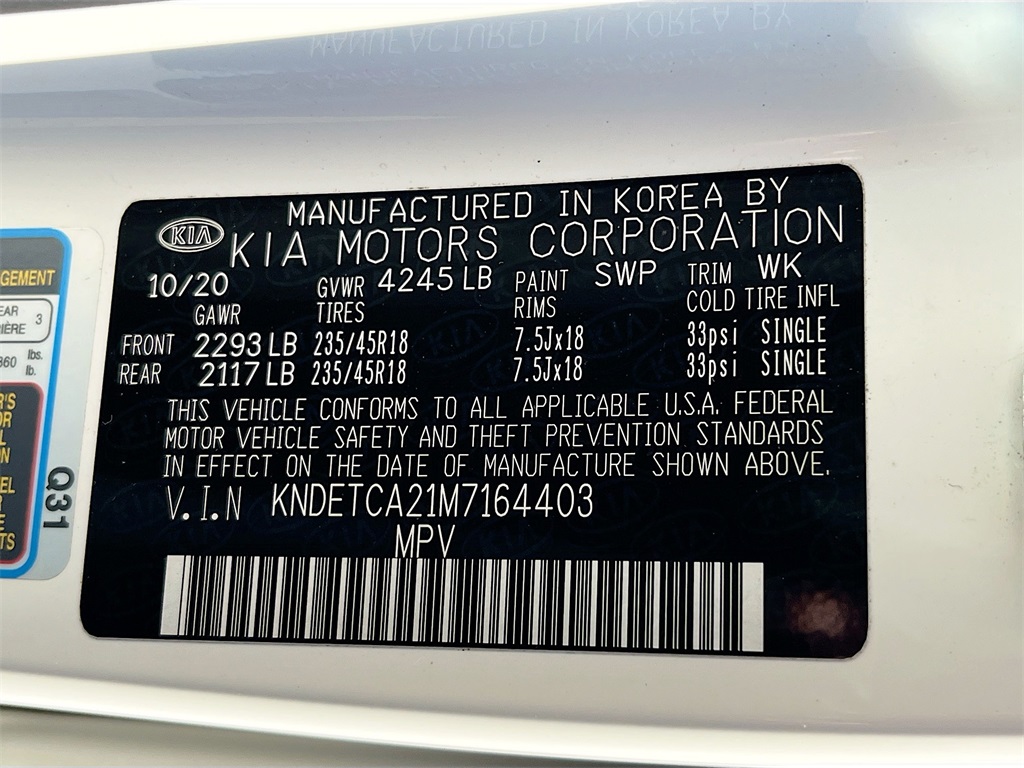 MANUFACTURED IN KOREA BY
KIA KIA MOTORS CORPORATION
10/20 GVWR 4245 LB PAINT SWP TRIM WK
GAWR TIRES RIMS COLD TIRE INFL
FRONT 2293 LB 235/45R18 7.5Jx18 33psi SINGLE
REAR 2117 LB 235/45R18 7.5Jx18 33psi SINGLE
THIS VEHICLE CONFORMS TO ALL APPLICABLE U.S.A. FEDERAL
MOTOR VEHICLE SAFETY AND THEFT PREVENTION STANDARDS
IN EFFECT ON THE DATE OF MANUFACTURE SHOWN ABOVE.
V.I.N KNDETCA21M7164403
MPV
3
lbs.
Q31